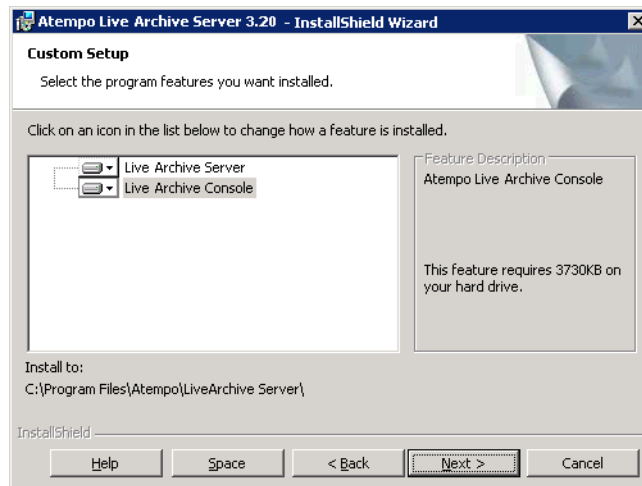 Atempo Live Archive Server 3.20 - InstallShield Wizard
Custom Setup
Select the program features you want installed.
Click on an icon in the list below to change how a feature is installed.
Live Archive Server
Live Archive Console
Feature Description
Atempo Live Archive Console
This feature requires 3730KB on
your hard drive.
Install to:
C:\Program Files\Atempo\LiveArchive Server\
InstallShield
Help
Space
< Back
Next >
Cancel